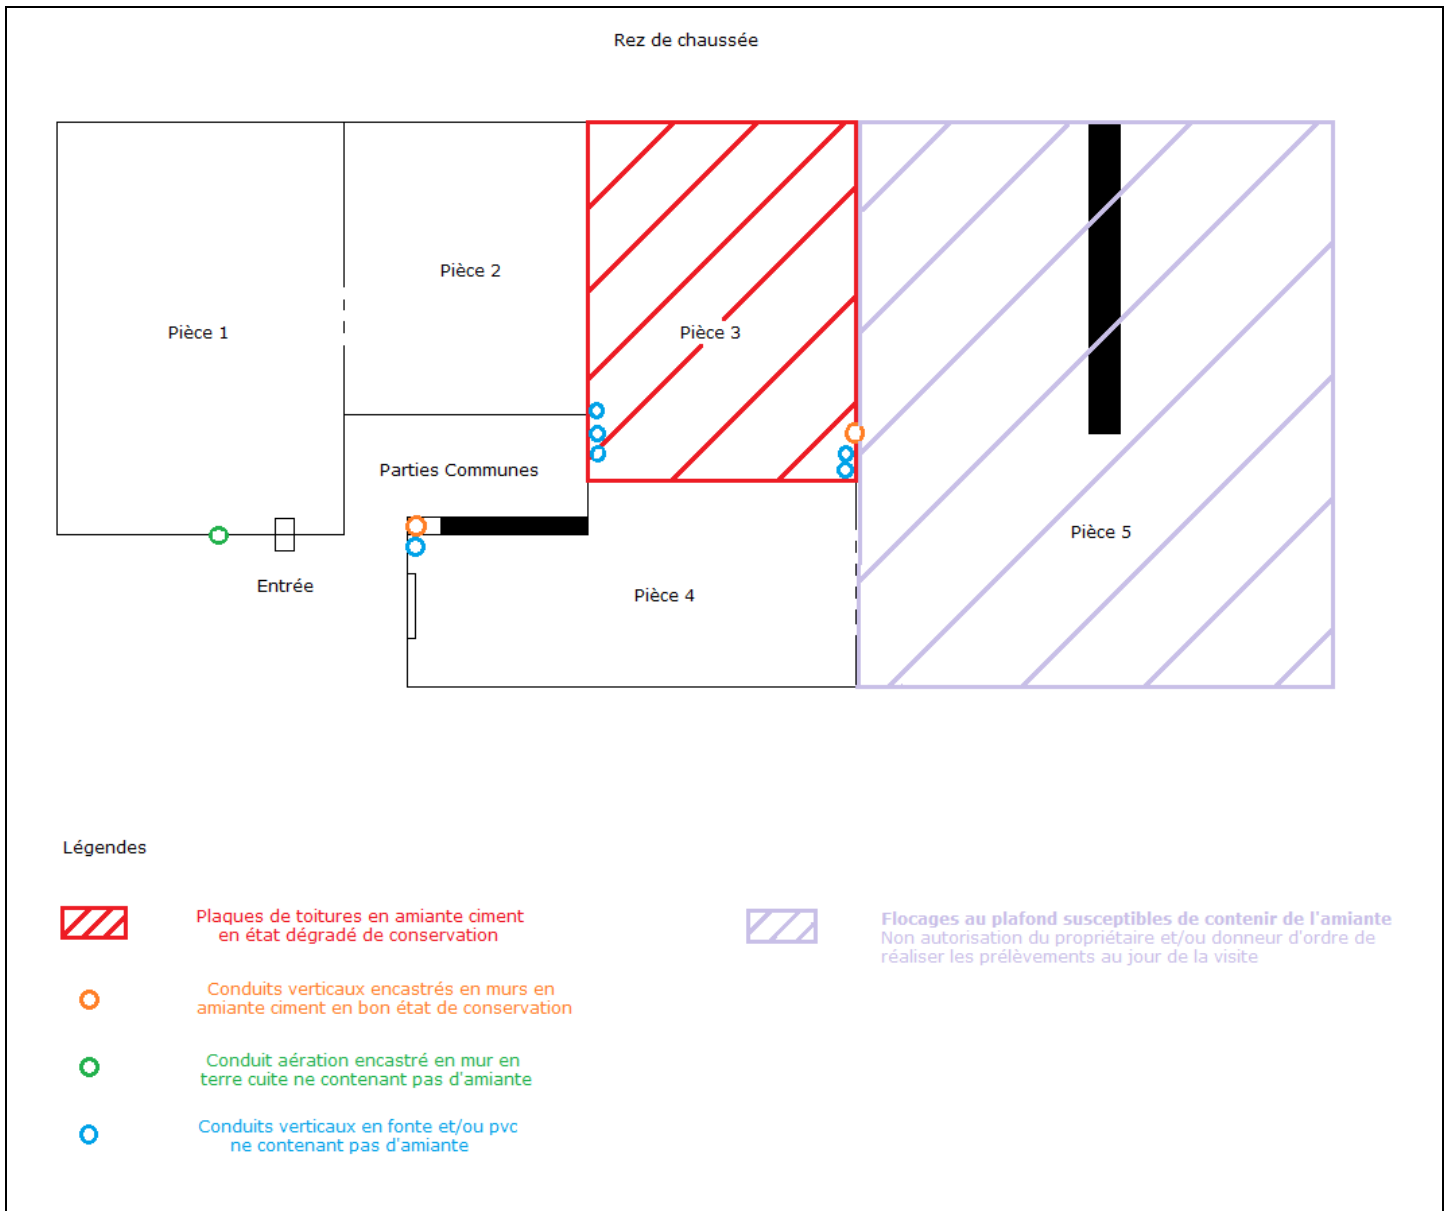 Rez de chaussée
Pièce 2
Pièce 1
Pièce 3
Parties Communes
Pièce 5
Entrée
Pièce 4
Légendes
Plaques de toitures en amiante ciment
en état dégradé de conservation
Conduits verticaux encastrés en murs en
amiante ciment en bon état de conservation
Conduit aération encastré en mur en
terre cuite ne contenant pas d'amiante
Conduits verticaux en fonte et/ou pvc
ne contenant pas d'amiante
Flocages au plafond susceptibles de contenir de l'amiante
Non autorisation du propriétaire et/ou donneur d'ordre de
réaliser les prélèvements au jour de la visite